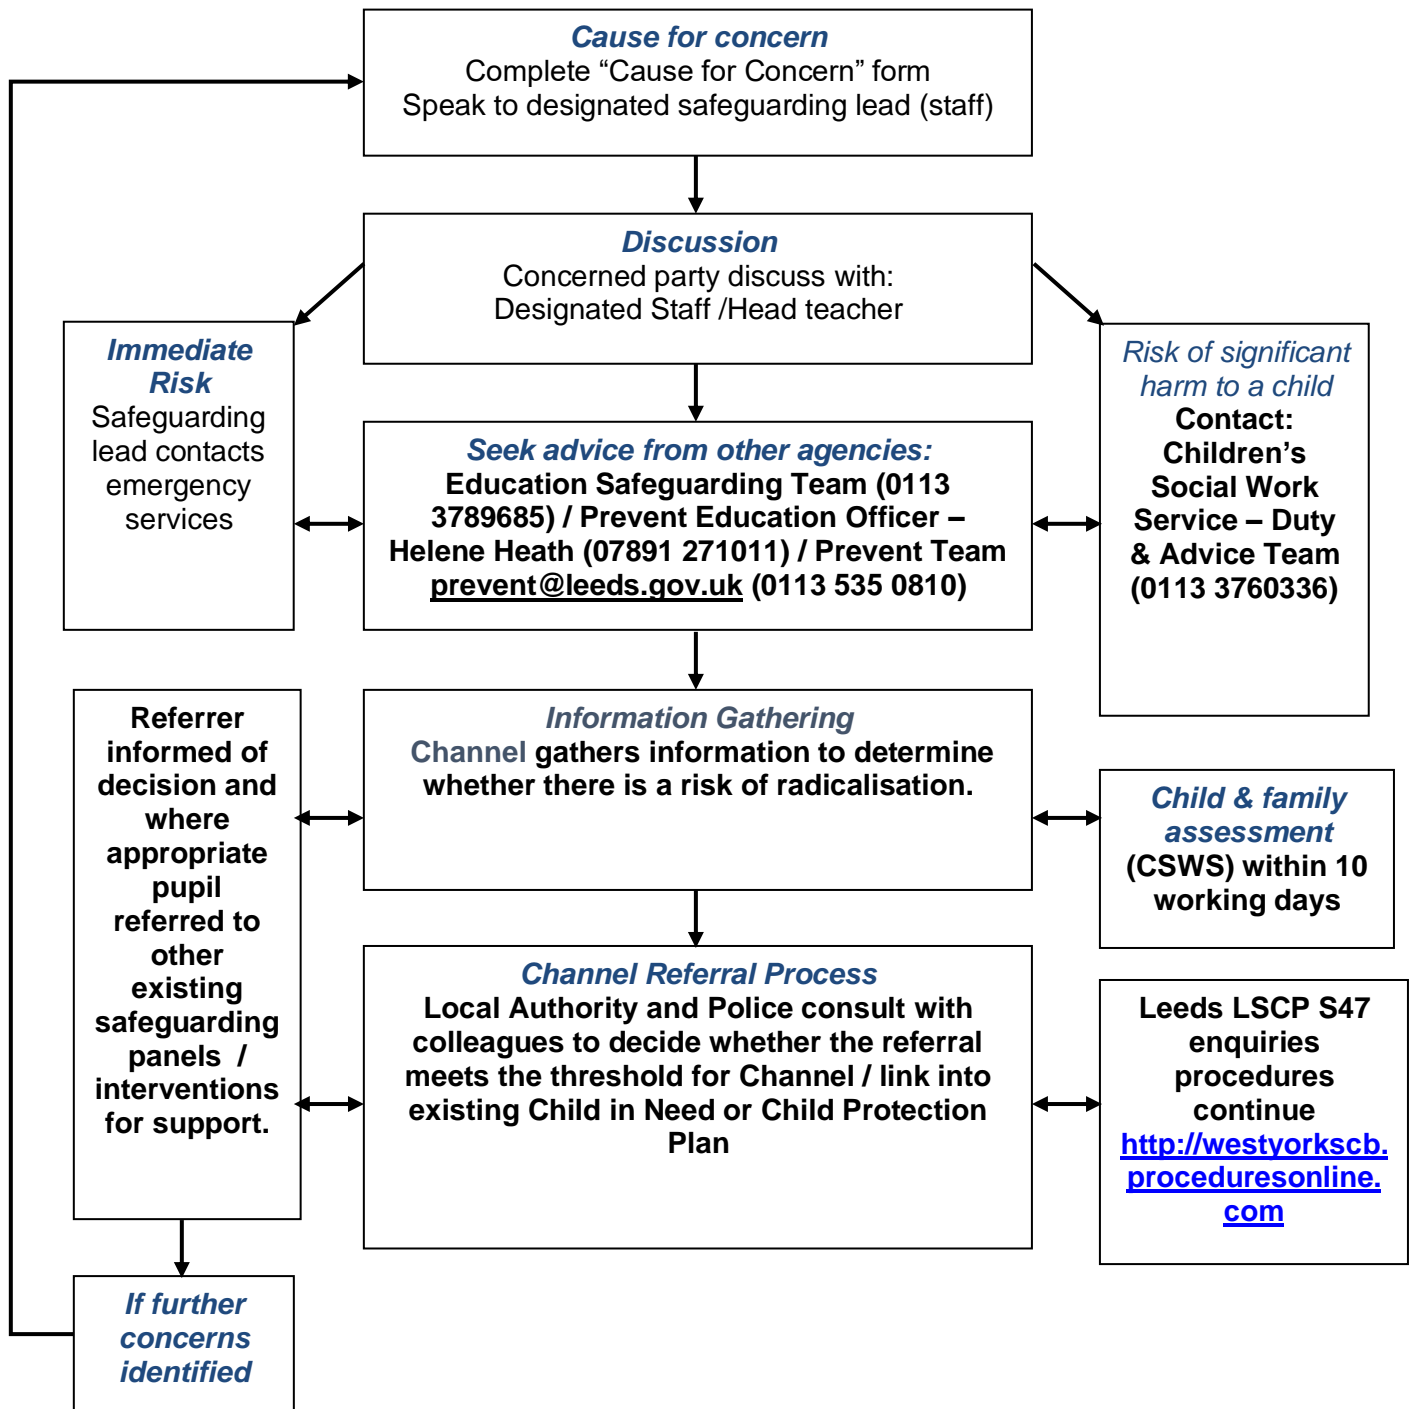 Cause for concern
Complete “Cause for Concern” form
Speak to designated safeguarding lead (staff)
Discussion
Concerned party discuss with:
Designated Staff /Head teacher
Immediate
Risk
Safeguarding
lead contacts
emergency
services
Seek advice from other agencies:
Education Safeguarding Team (0113
3789685) / Prevent Education Officer –
Helene Heath (07891 271011) / Prevent Team
prevent@leeds.gov.uk (0113 535 0810)
Risk of significant
harm to a child
Contact:
Children’s
Social Work
Service – Duty
& Advice Team
(0113 3760336)
Referrer
informed of
decision and
where
appropriate
pupil
referred to
other
existing
safeguarding
panels /
interventions
for support.
Information Gathering
Channel gathers information to determine
whether there is a risk of radicalisation.
Child & family
assessment
(CSWS) within 10
working days
Channel Referral Process
Local Authority and Police consult with
colleagues to decide whether the referral
meets the threshold for Channel / link into
existing Child in Need or Child Protection
Plan
Leeds LSCP S47
enquiries
procedures
continue
http://westyorkscb.
proceduresonline.
com
If further
concerns
identified